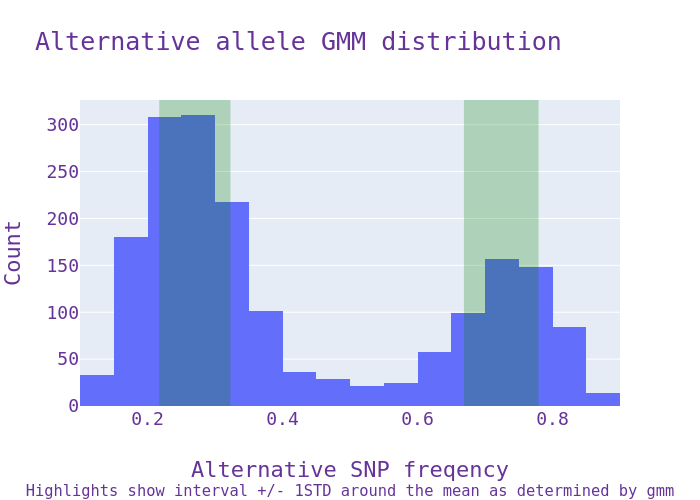 Alternative allele GMM distribution
300
250
200
150
100
50
0
Count
0.2 0.4 0.6 0.8
Alternative SNP freqency
Highlights show interval +/- 1STD around the mean as determined by gmm